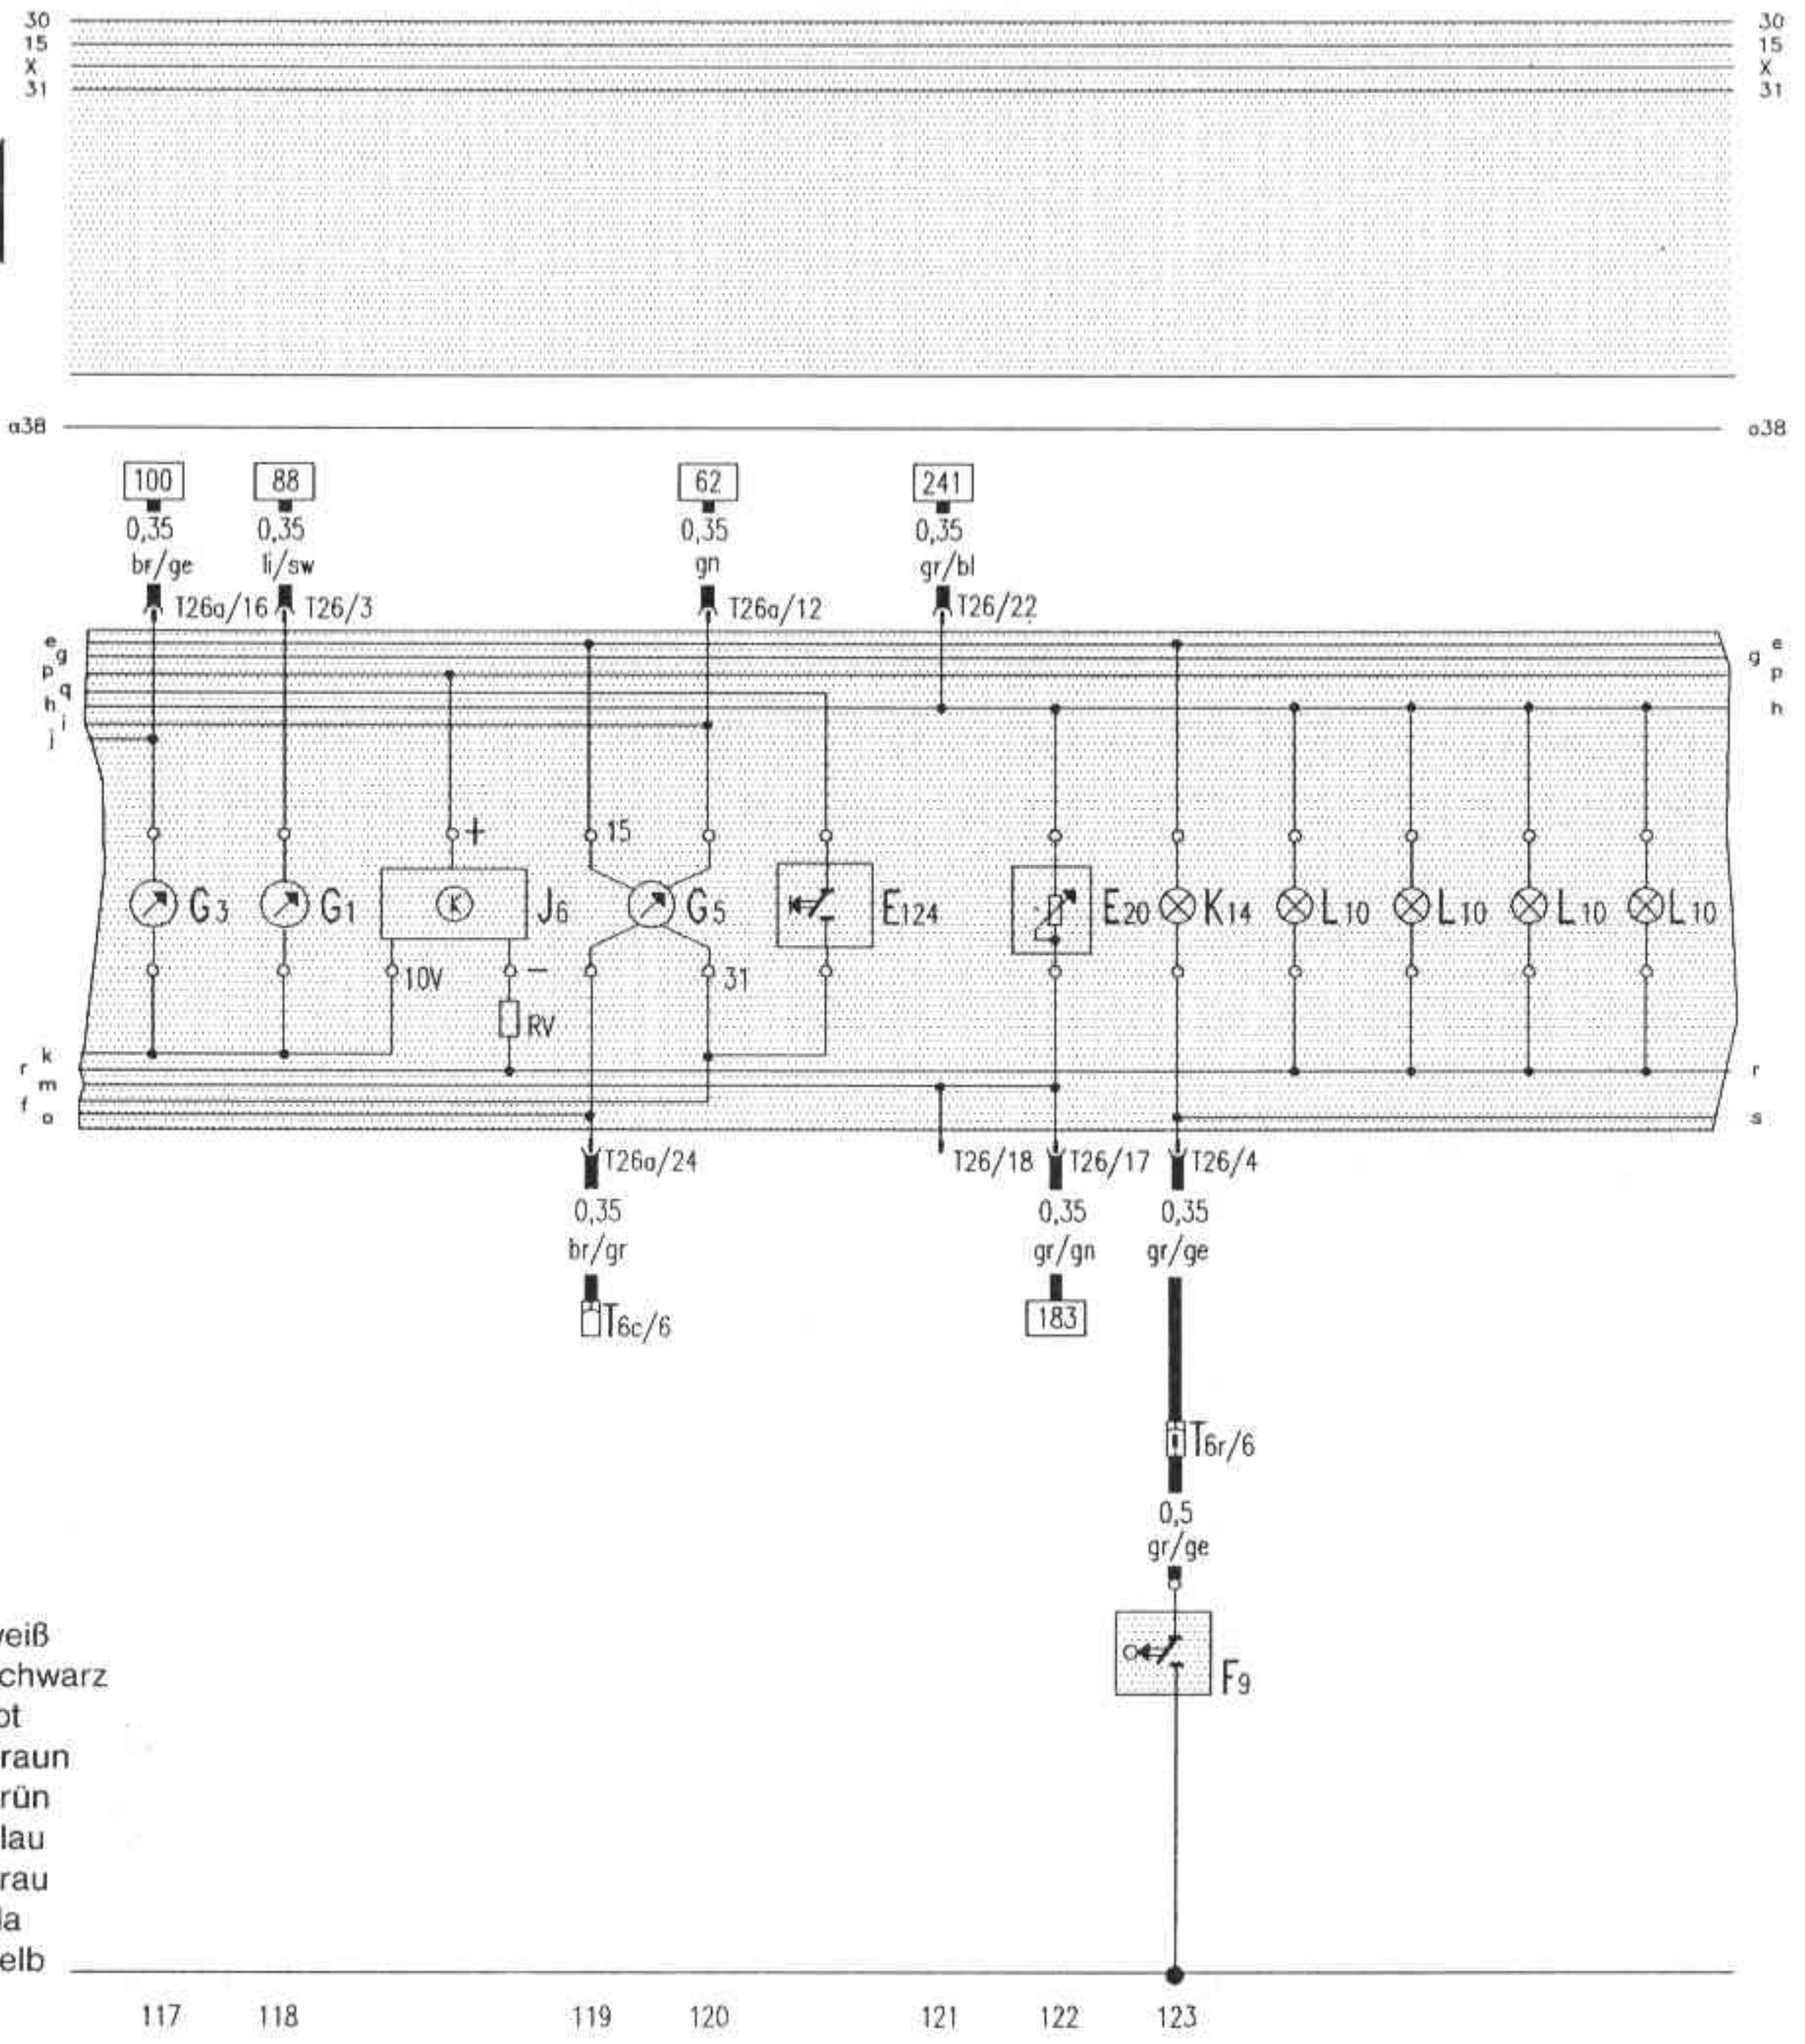 30 30
15 15
X X
31 31
a38 a38
100 88 62 241
0,35 0,35 0,35 0,35
br/ge li/sw gn gr/bl
T26a/16 T26/3 T26a/12 T26/22
e e
g g
p p
q
h h
i
j
+ 15
G3 G1 K J6 G5 E124 E20 K14 L10 L10 L10 L10
10V − 31
RV
k
r r
m
f
o s
T26a/24 T26/18 T26/17 T26/4
0,35 0,35 0,35
br/gr gr/gn gr/ge
T6c/6 183
T6r/6
0,5
gr/ge
F9
veiß
chwarz
ot
raun
rün
lau
rau
la
elb
117 118 119 120 121 122 123